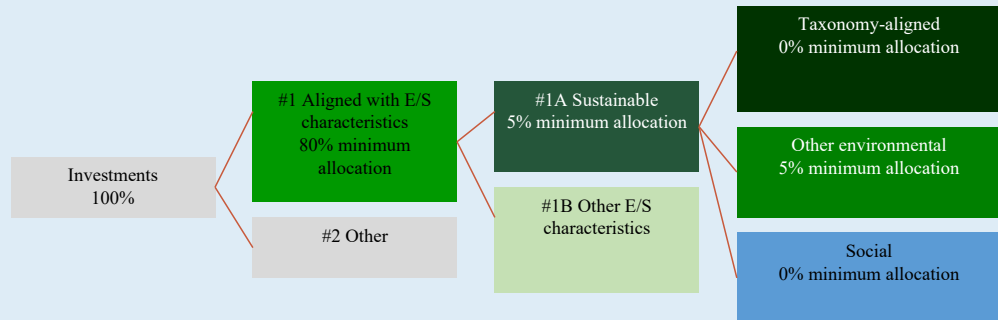 Investments
100%
#1 Aligned with E/S
characteristics
80% minimum
allocation
#2 Other
#1A Sustainable
5% minimum allocation
#1B Other E/S
characteristics
Taxonomy-aligned
0% minimum allocation
Other environmental
5% minimum allocation
Social
0% minimum allocation